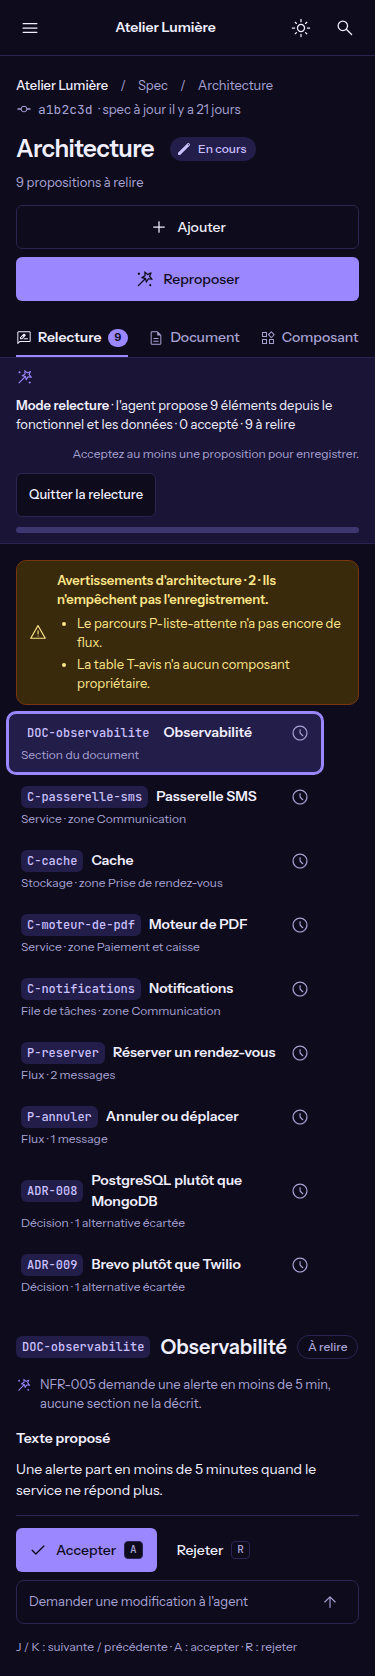 Atelier Lumière
Atelier Lumière / Spec / Architecture
a1b2c3d · spec à jour il y a 21 jours
Architecture En cours
9 propositions à relire
Ajouter
Reproposer
Relecture 9 Document Composant
Mode relecture · l'agent propose 9 éléments depuis le
fonctionnel et les données · 0 accepté · 9 à relire
Acceptez au moins une proposition pour enregistrer.
Quitter la relecture
Avertissements d'architecture · 2 · Ils
n'empêchent pas l'enregistrement.
• Le parcours P-liste-attente n'a pas encore de
flux.
• La table T-avis n'a aucun composant
propriétaire.
DOC-observabilite Observabilité
Section du document
C-passerelle-sms Passerelle SMS
Service · zone Communication
C-cache Cache
Stockage · zone Prise de rendez-vous
C-moteur-de-pdf Moteur de PDF
Service · zone Paiement et caisse
C-notifications Notifications
File de tâches · zone Communication
P-reserver Réserver un rendez-vous
Flux · 2 messages
P-annuler Annuler ou déplacer
Flux · 1 message
ADR-008 PostgreSQL plutôt que
MongoDB
Décision · 1 alternative écartée
ADR-009 Brevo plutôt que Twilio
Décision · 1 alternative écartée
DOC-observabilite Observabilité À relire
NFR-005 demande une alerte en moins de 5 min,
aucune section ne la décrit.
Texte proposé
Une alerte part en moins de 5 minutes quand le
service ne répond plus.
Accepter A Rejeter R
Demander une modification à l'agent
J / K : suivante / précédente · A : accepter · R : rejeter